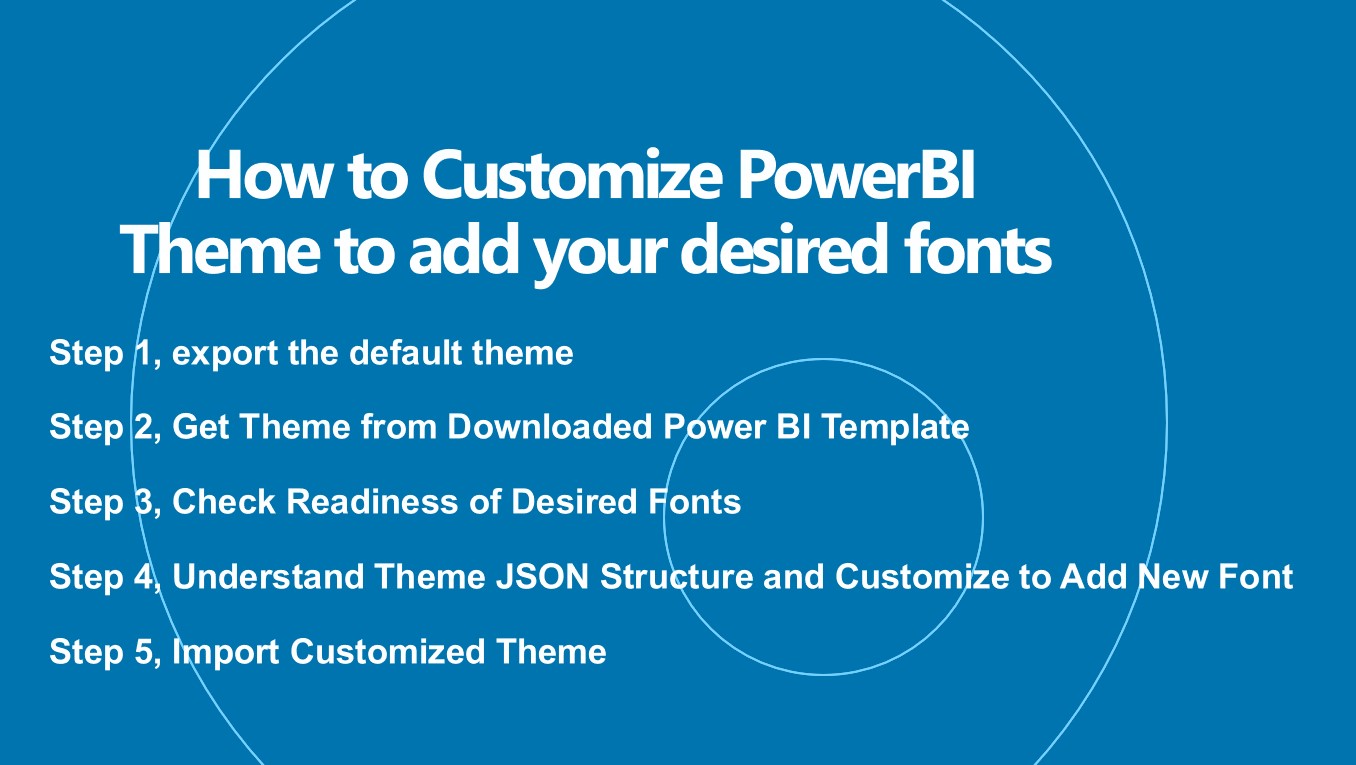 How to Customize PowerBI
Theme to add your desired fonts
Step 1, export the default theme
Step 2, Get Theme from Downloaded Power BI Template
Step 3, Check Readiness of Desired Fonts
Step 4, Understand Theme JSON Structure and Customize to Add New Font
Step 5, Import Customized Theme